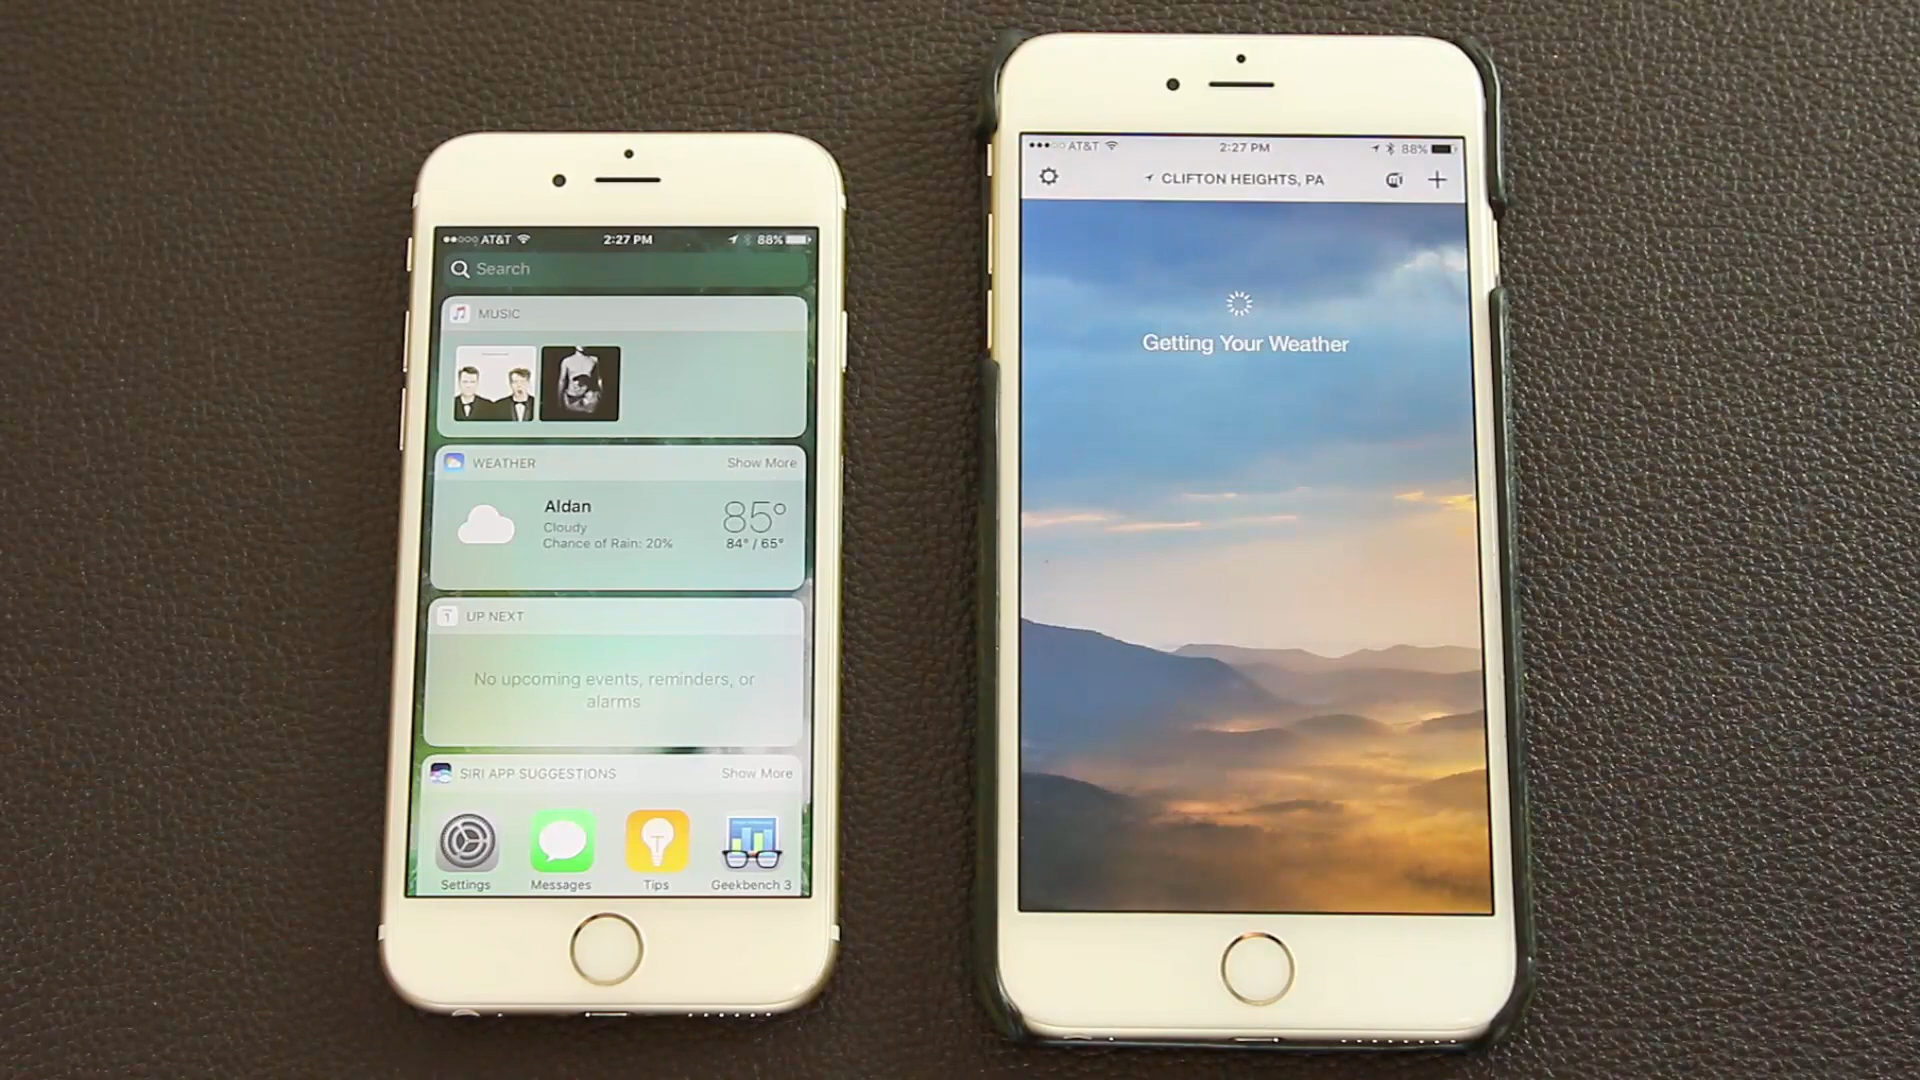 AT&T 2:27 PM 88%
Search
MUSIC
WEATHER Show More
Aldan
Cloudy
Chance of Rain: 20%
85°
84° / 65°
1 UP NEXT
No upcoming events, reminders, or
alarms
SIRI APP SUGGESTIONS Show More
Settings Messages Tips Geekbench 3
AT&T 2:27 PM 88%
CLIFTON HEIGHTS, PA
Getting Your Weather